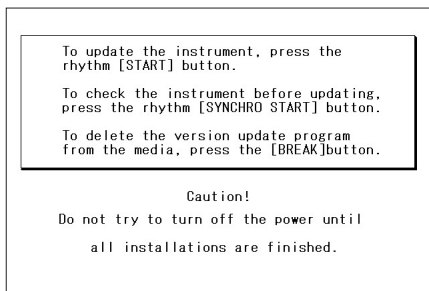 To update the instrument, press the
rhythm [START] button.
To check the instrument before updating,
press the rhythm [SYNCHRO START] button.
To delete the version update program
from the media, press the [BREAK]button.
Caution!
Do not try to turn off the power until
all installations are finished.